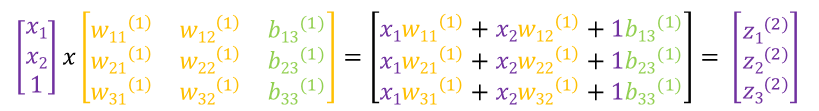 x₁ w₁₁⁽¹⁾ w₁₂⁽¹⁾ b₁₃⁽¹⁾ x₁w₁₁⁽¹⁾ + x₂w₁₂⁽¹⁾ + 1b₁₃⁽¹⁾ z₁⁽²⁾
x₂ x w₂₁⁽¹⁾ w₂₂⁽¹⁾ b₂₃⁽¹⁾ = x₁w₂₁⁽¹⁾ + x₂w₂₂⁽¹⁾ + 1b₂₃⁽¹⁾ = z₂⁽²⁾
1 w₃₁⁽¹⁾ w₃₂⁽¹⁾ b₃₃⁽¹⁾ x₁w₃₁⁽¹⁾ + x₂w₃₂⁽¹⁾ + 1b₃₃⁽¹⁾ z₃⁽²⁾